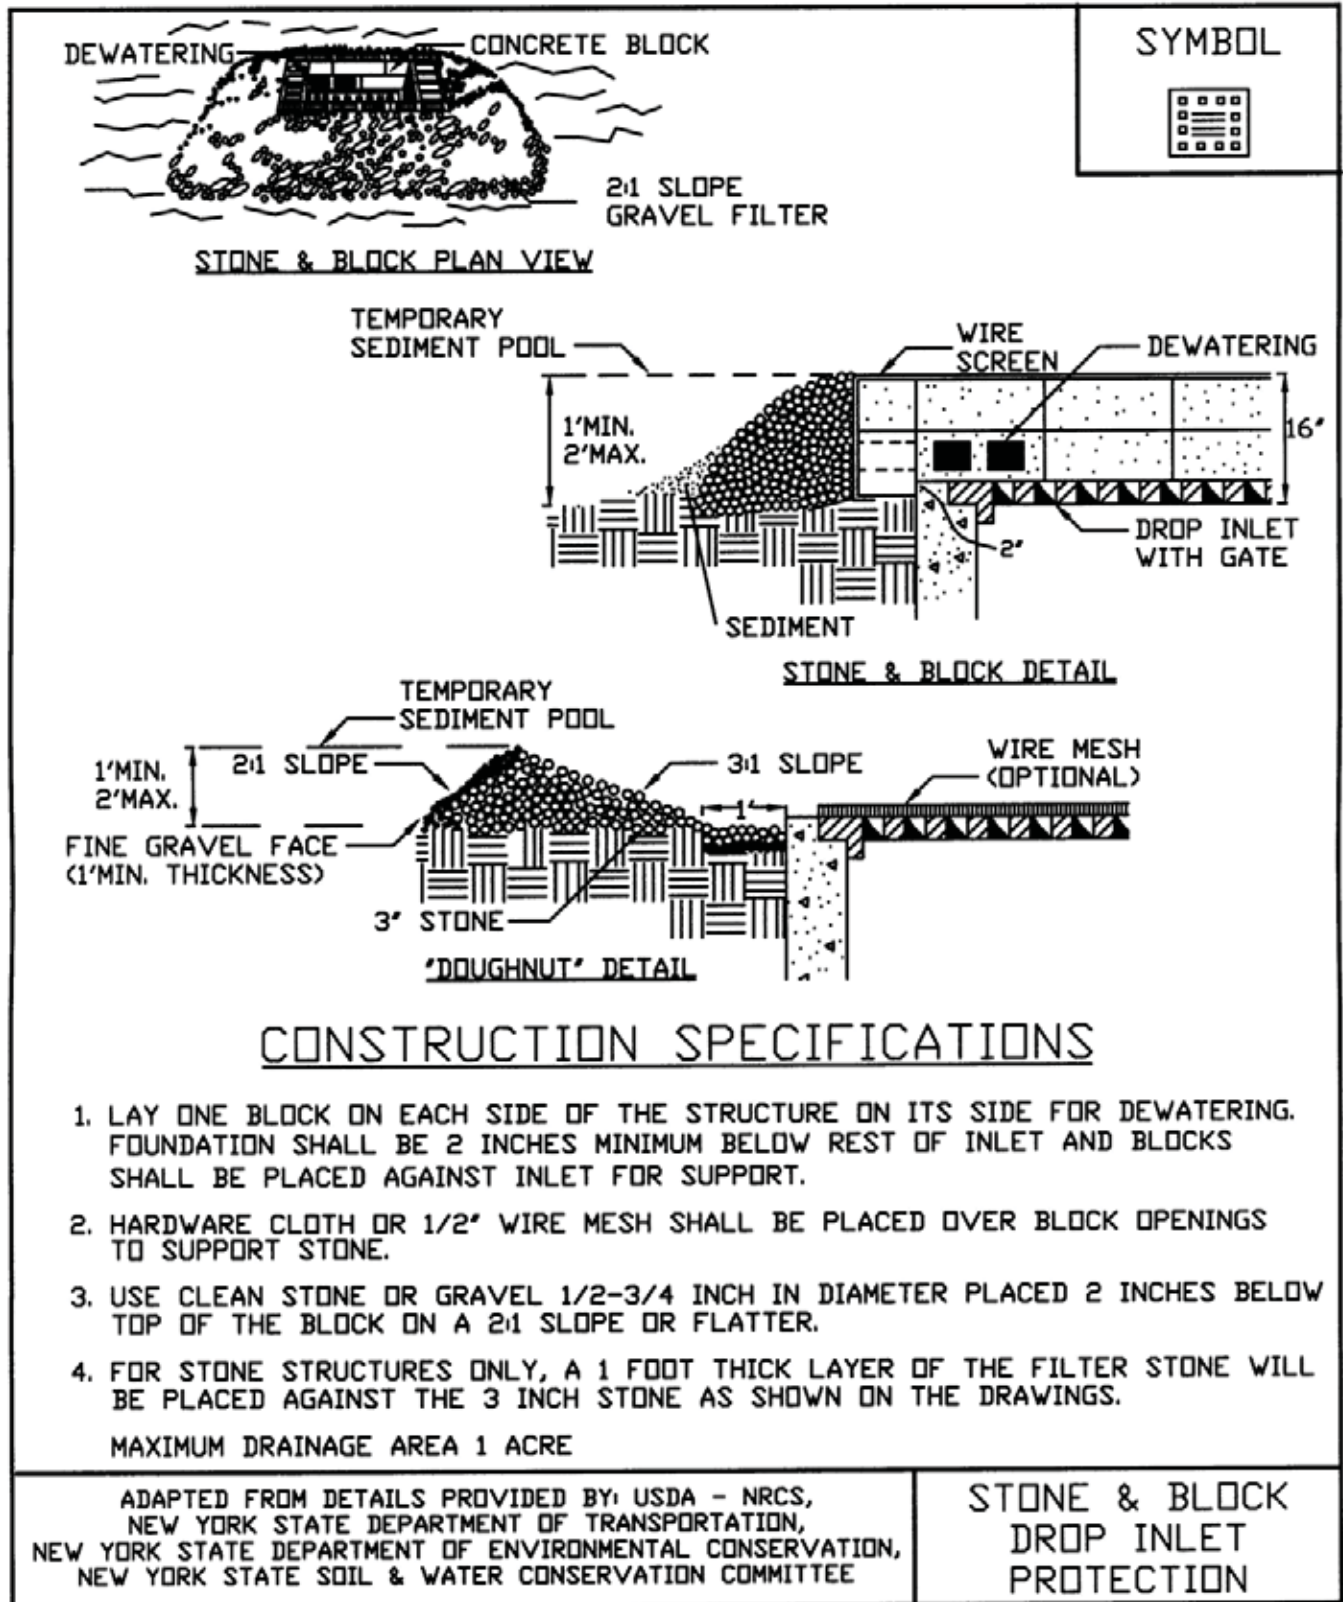 SYMBOL
DEWATERING
CONCRETE BLOCK
2:1 SLOPE
GRAVEL FILTER
STONE & BLOCK PLAN VIEW
TEMPORARY
SEDIMENT POOL
WIRE
SCREEN
DEWATERING
1'MIN.
2'MAX.
16"
2"
DROP INLET
WITH GATE
SEDIMENT
STONE & BLOCK DETAIL
TEMPORARY
SEDIMENT POOL
1'MIN.
2'MAX.
2:1 SLOPE
3:1 SLOPE
WIRE MESH
(OPTIONAL)
1'
FINE GRAVEL FACE
(1'MIN. THICKNESS)
3" STONE
"DOUGHNUT" DETAIL
CONSTRUCTION SPECIFICATIONS
1. LAY ONE BLOCK ON EACH SIDE OF THE STRUCTURE ON ITS SIDE FOR DEWATERING.
FOUNDATION SHALL BE 2 INCHES MINIMUM BELOW REST OF INLET AND BLOCKS
SHALL BE PLACED AGAINST INLET FOR SUPPORT.
2. HARDWARE CLOTH OR 1/2" WIRE MESH SHALL BE PLACED OVER BLOCK OPENINGS
TO SUPPORT STONE.
3. USE CLEAN STONE OR GRAVEL 1/2-3/4 INCH IN DIAMETER PLACED 2 INCHES BELOW
TOP OF THE BLOCK ON A 2:1 SLOPE OR FLATTER.
4. FOR STONE STRUCTURES ONLY, A 1 FOOT THICK LAYER OF THE FILTER STONE WILL
BE PLACED AGAINST THE 3 INCH STONE AS SHOWN ON THE DRAWINGS.
MAXIMUM DRAINAGE AREA 1 ACRE
ADAPTED FROM DETAILS PROVIDED BY: USDA - NRCS,
NEW YORK STATE DEPARTMENT OF TRANSPORTATION,
NEW YORK STATE DEPARTMENT OF ENVIRONMENTAL CONSERVATION,
NEW YORK STATE SOIL & WATER CONSERVATION COMMITTEE
STONE & BLOCK
DROP INLET
PROTECTION